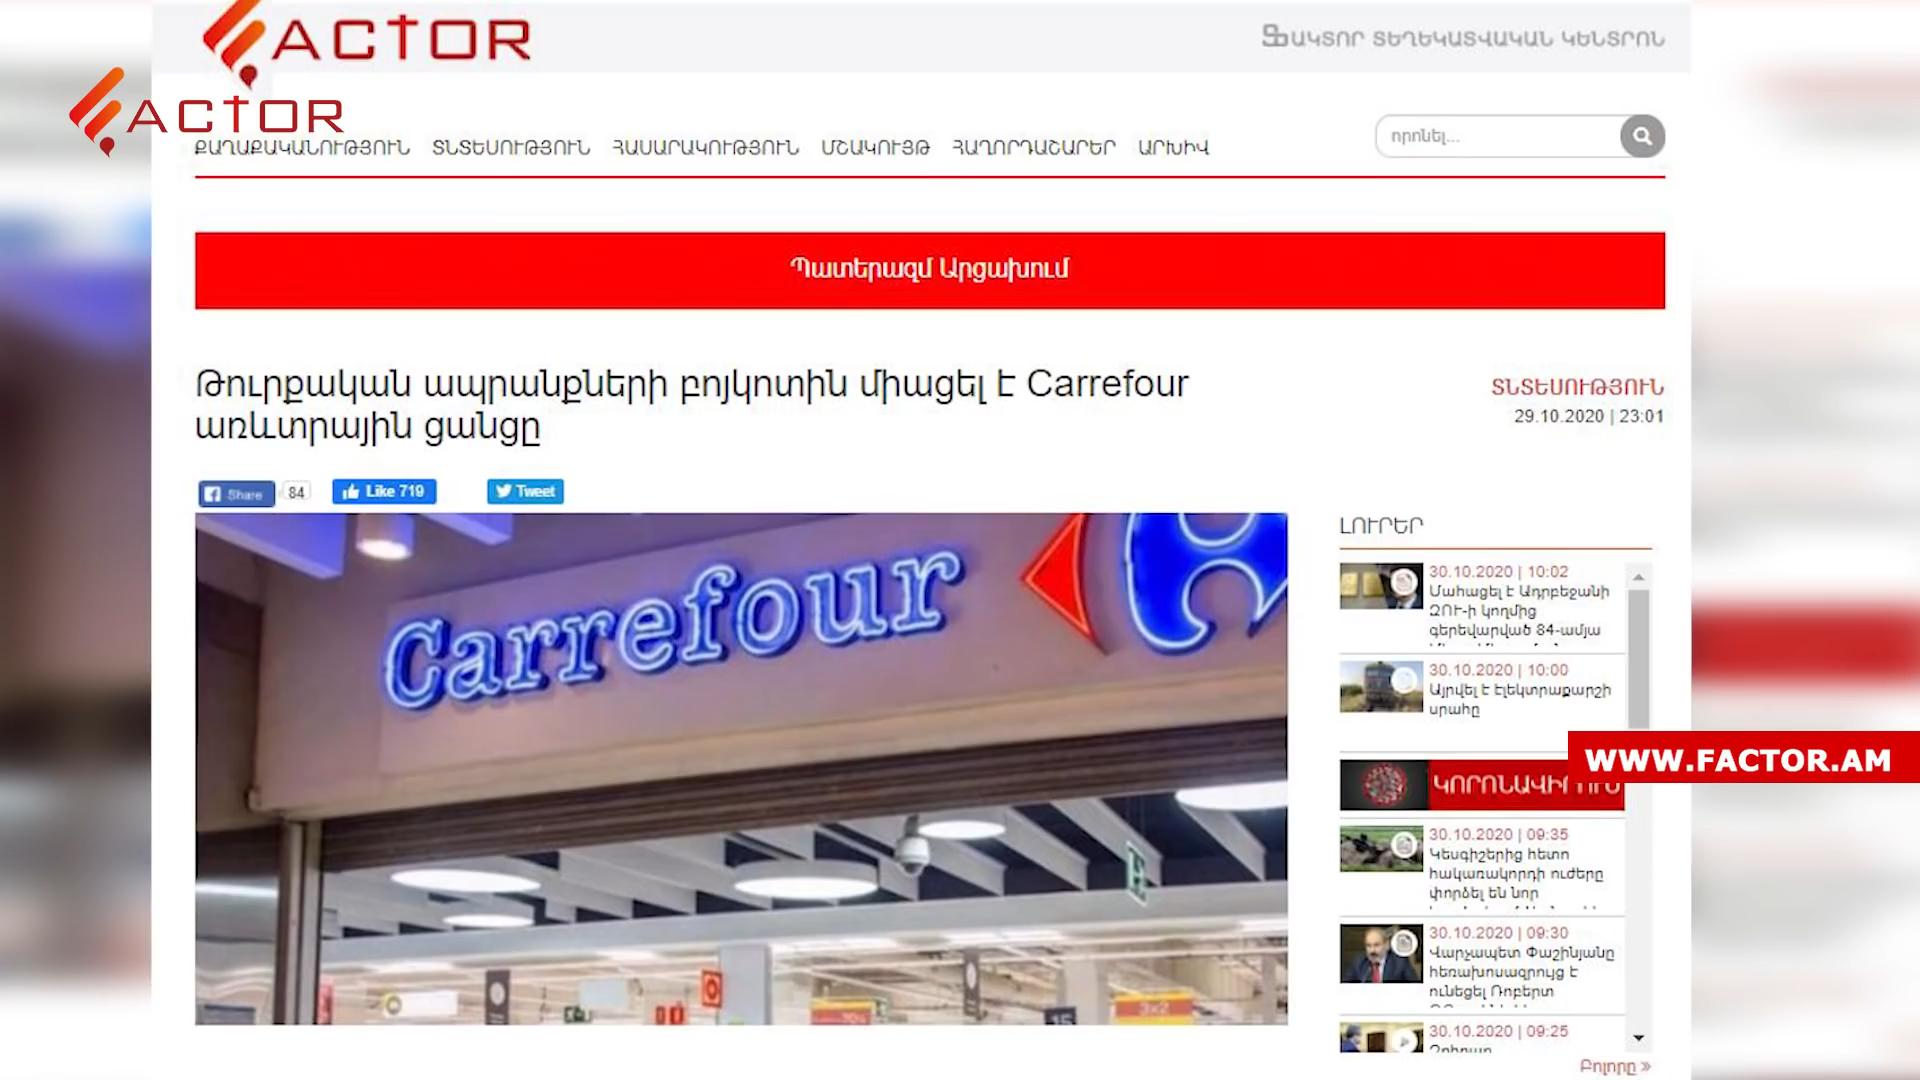 ACTOR
ՖԱԿՏՈՐ ՏԵՂԵԿԱՏՎԱԿԱՆ ԿԵՆՏՐՈՆ
ACTOR
ՔԱՂԱՔԱԿԱՆՈՒԹՅՈՒՆ ՏՆՏԵՍՈՒԹՅՈՒՆ ՀԱՍԱՐԱԿՈՒԹՅՈՒՆ ՄՇԱԿՈՒՅԹ ՀԱՂՈՐԴԱՇԱՐԵՐ ԱՐԽԻՎ
որոնել...
Պատերազմ Արցախում
Թուրքական ապրանքների բոյկոտին միացել է Carrefour
առևտրային ցանցը
ՏՆՏԵՍՈՒԹՅՈՒՆ
29.10.2020 | 23:01
Share 84 Like 719 Tweet
Carrefour
ԼՈՒՐԵՐ
30.10.2020 | 10:02
Մահացել է Ադրբեջանի
ԶՈՒ-ի կողմից
գերեվարված 84-ամյա
30.10.2020 | 10:00
Այրվել է էլեկտրաքարշի
սրահը
WWW.FACTOR.AM
30.10.2020 | 09:35
Կեսգիշերից հետո
հակառակորդի ուժերը
փորձել են նոր
30.10.2020 | 09:30
Վարչապետ Փաշինյանը
հեռախոսազրույց է
ունեցել Ռոբերտ
30.10.2020 | 09:25
Բոլորը »